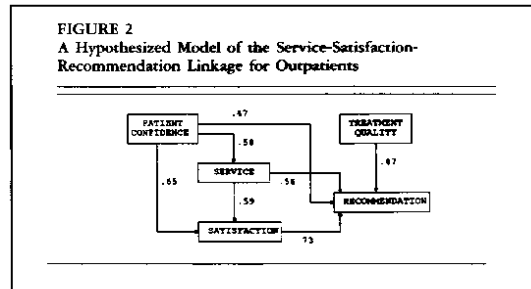 FIGURE 2
A Hypothesized Model of the Service-Satisfaction-
Recommendation Linkage for Outpatients
PATIENT
CONFIDENCE
TREATMENT
QUALITY
.47
.58
.07
SERVICE
.65
.56
.59
RECOMMENDATION
SATISFACTION
73